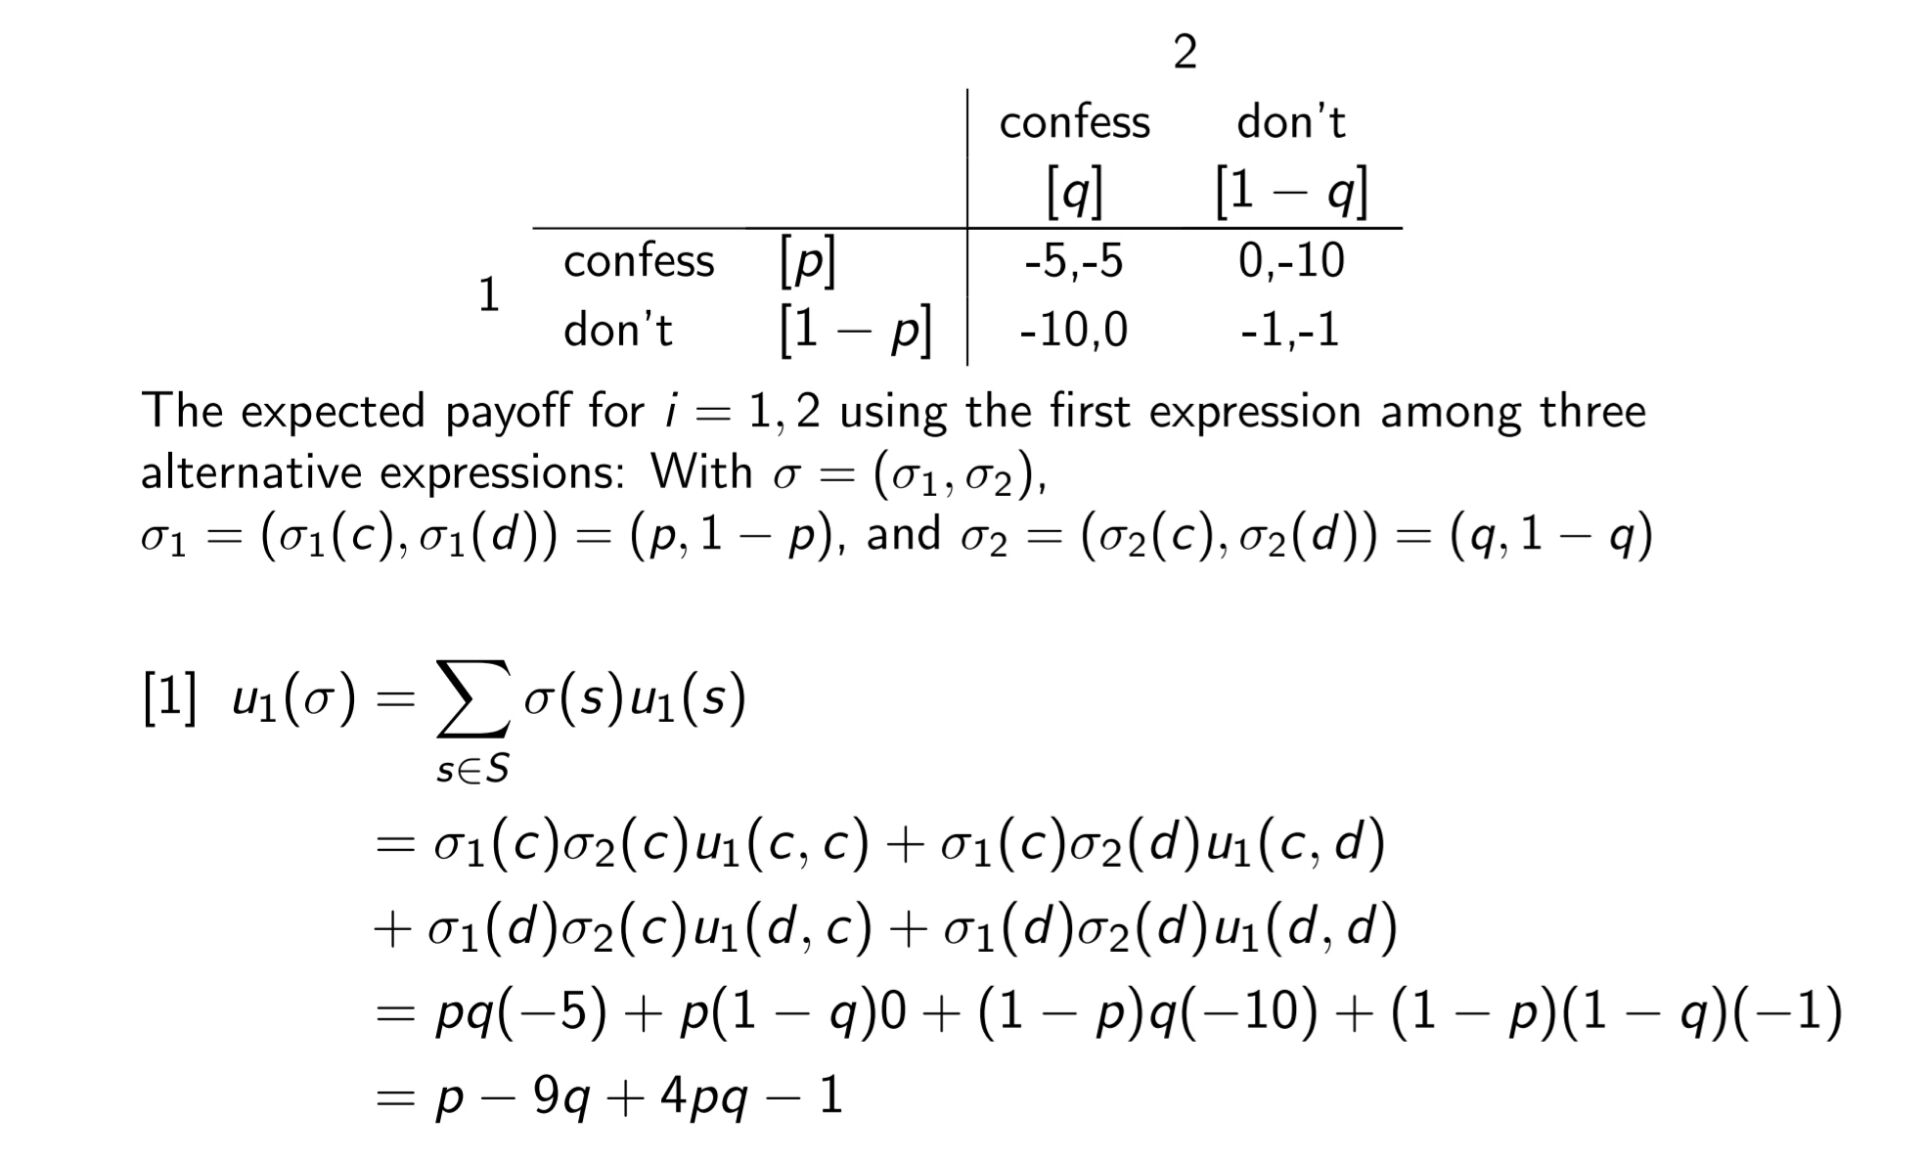 2
confess don't
[q] [1 − q]
confess [p] -5,-5 0,-10
1
don't [1 − p] -10,0 -1,-1
The expected payoff for i = 1, 2 using the first expression among three
alternative expressions: With σ = (σ₁, σ₂),
σ₁ = (σ₁(c), σ₁(d)) = (p, 1 − p), and σ₂ = (σ₂(c), σ₂(d)) = (q, 1 − q)
[1] u₁(σ) = ∑ σ(s)u₁(s)
s∈S
= σ₁(c)σ₂(c)u₁(c, c) + σ₁(c)σ₂(d)u₁(c, d)
+ σ₁(d)σ₂(c)u₁(d, c) + σ₁(d)σ₂(d)u₁(d, d)
= pq(−5) + p(1 − q)0 + (1 − p)q(−10) + (1 − p)(1 − q)(−1)
= p − 9q + 4pq − 1